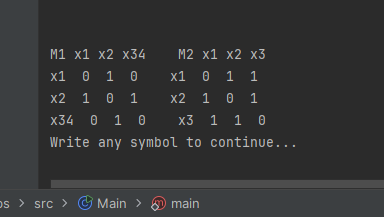 M1 x1 x2 x34    M2 x1 x2 x3
x1  0  1  0    x1  0  1  1
x2  1  0  1    x2  1  0  1
x34  0  1  0    x3  1  1  0
Write any symbol to continue...
os > src > Main > main